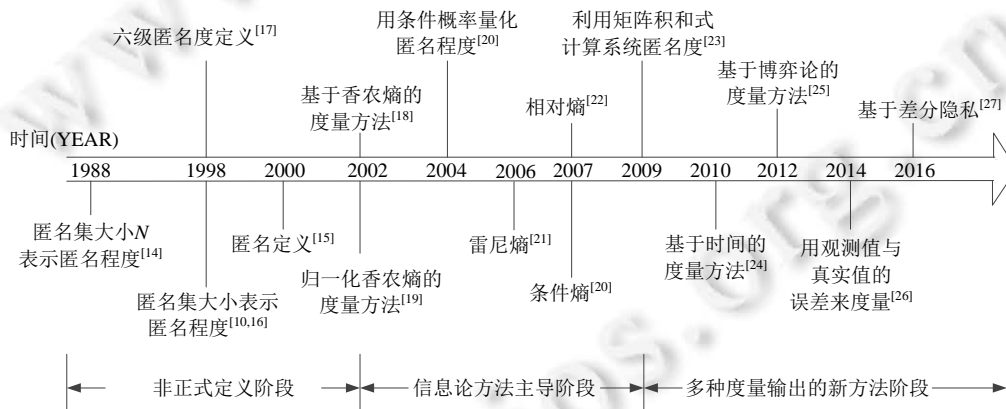 用条件概率量化
匿名程度[20]
利用矩阵积和式
计算系统匿名度[23]
六级匿名度定义[17]
基于香农熵的
度量方法[18]
相对熵[22]
基于博弈论的
度量方法[25]
基于差分隐私[27]
时间(YEAR)
1988 1998 2000 2002 2004 2006 2007 2009 2010 2012 2014 2016
匿名集大小N
表示匿名程度[14]
匿名集大小表示
匿名程度[10,16]
匿名定义[15]
归一化香农熵的
度量方法[19]
雷尼熵[21]
条件熵[20]
基于时间的
度量方法[24]
用观测值与
真实值的
误差来度量[26]
非正式定义阶段 信息论方法主导阶段 多种度量输出的新方法阶段